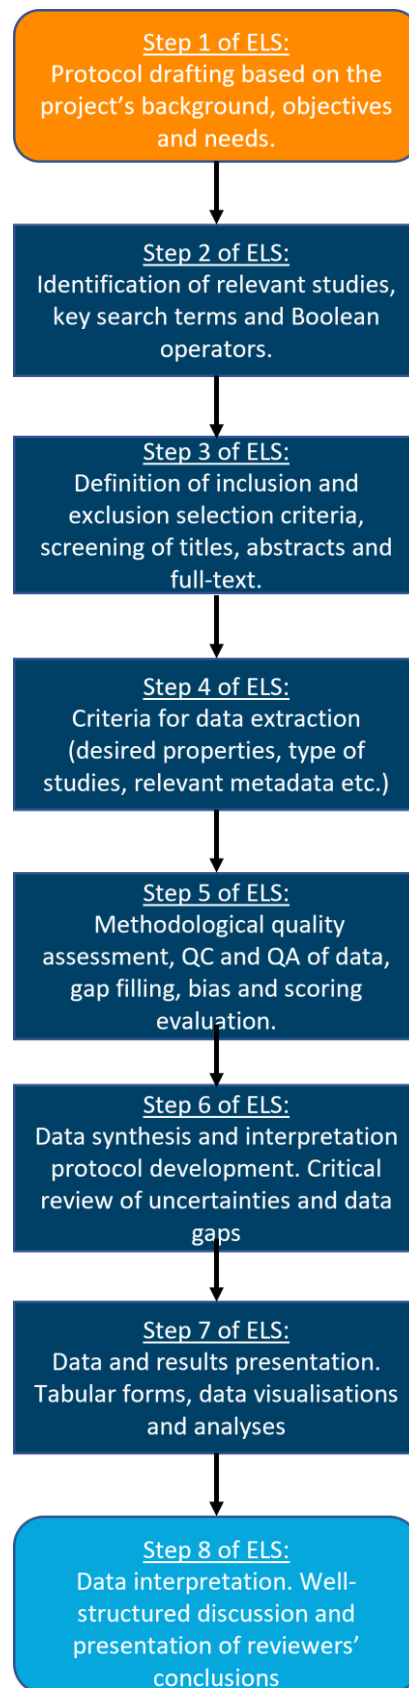 Step 1 of ELS:
Protocol drafting based on the
project's background, objectives
and needs.
Step 2 of ELS:
Identification of relevant studies,
key search terms and Boolean
operators.
Step 3 of ELS:
Definition of inclusion and
exclusion selection criteria,
screening of titles, abstracts and
full-text.
Step 4 of ELS:
Criteria for data extraction
(desired properties, type of
studies, relevant metadata etc.)
Step 5 of ELS:
Methodological quality
assessment, QC and QA of data,
gap filling, bias and scoring
evaluation.
Step 6 of ELS:
Data synthesis and interpretation
protocol development. Critical
review of uncertainties and data
gaps
Step 7 of ELS:
Data and results presentation.
Tabular forms, data visualisations
and analyses
Step 8 of ELS:
Data interpretation. Well-
structured discussion and
presentation of reviewers'
conclusions